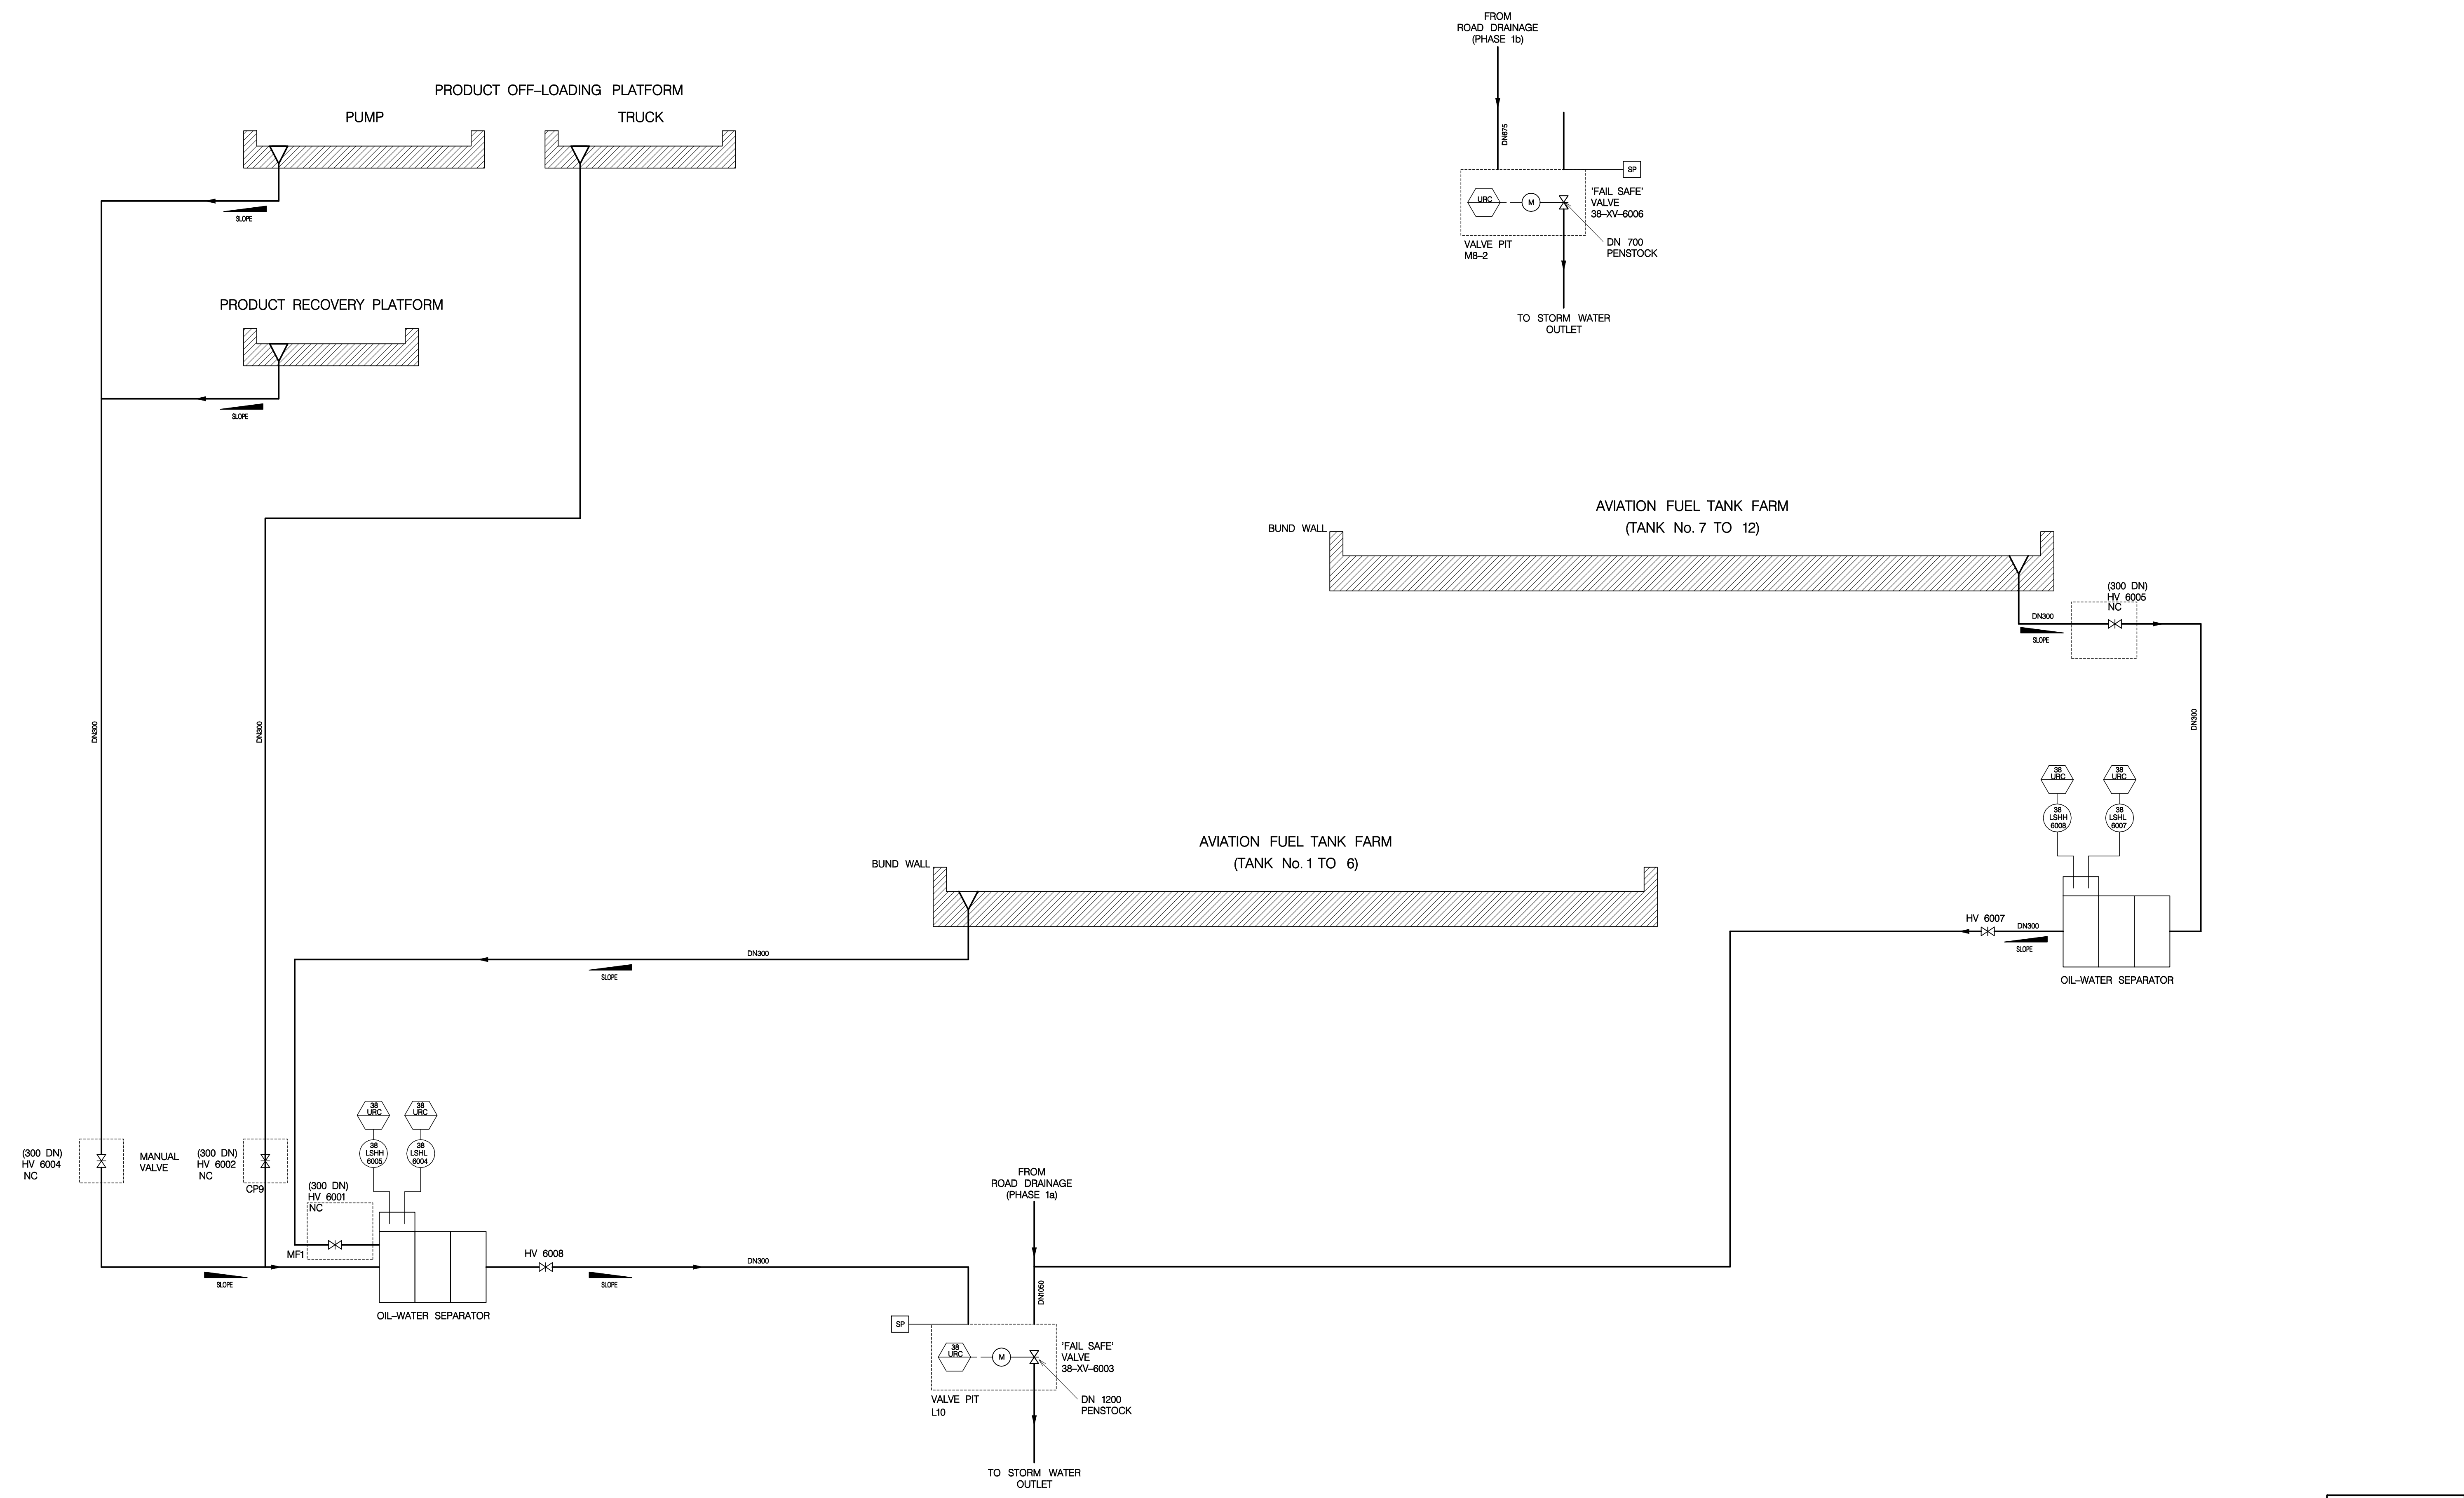 FROM
ROAD DRAINAGE
(PHASE 1b)
PRODUCT OFF–LOADING PLATFORM
PUMP
TRUCK
DN675
SP
SLOPE
URC
M
'FAIL SAFE'
VALVE
38–XV–6006
VALVE PIT
M8–2
DN 700
PENSTOCK
TO STORM WATER
OUTLET
PRODUCT RECOVERY PLATFORM
SLOPE
AVIATION FUEL TANK FARM
(TANK No. 7 TO 12)
BUND WALL
(300 DN)
HV 6005
NC
DN300
SLOPE
DN300
DN300
DN300
38
URC
38
URC
38
LSHH
6008
38
LSHL
6007
AVIATION FUEL TANK FARM
(TANK No. 1 TO 6)
BUND WALL
HV 6007
DN300
SLOPE
OIL–WATER SEPARATOR
DN300
SLOPE
38
URC
38
URC
38
LSHH
6005
38
LSHL
6004
(300 DN)
HV 6004
NC
MANUAL
VALVE
(300 DN)
HV 6002
NC
CP9
(300 DN)
HV 6001
NC
MF1
FROM
ROAD DRAINAGE
(PHASE 1a)
HV 6008
DN300
SLOPE
SLOPE
DN1050
OIL–WATER SEPARATOR
SP
38
URC
M
'FAIL SAFE'
VALVE
38–XV–6003
VALVE PIT
L10
DN 1200
PENSTOCK
TO STORM WATER
OUTLET